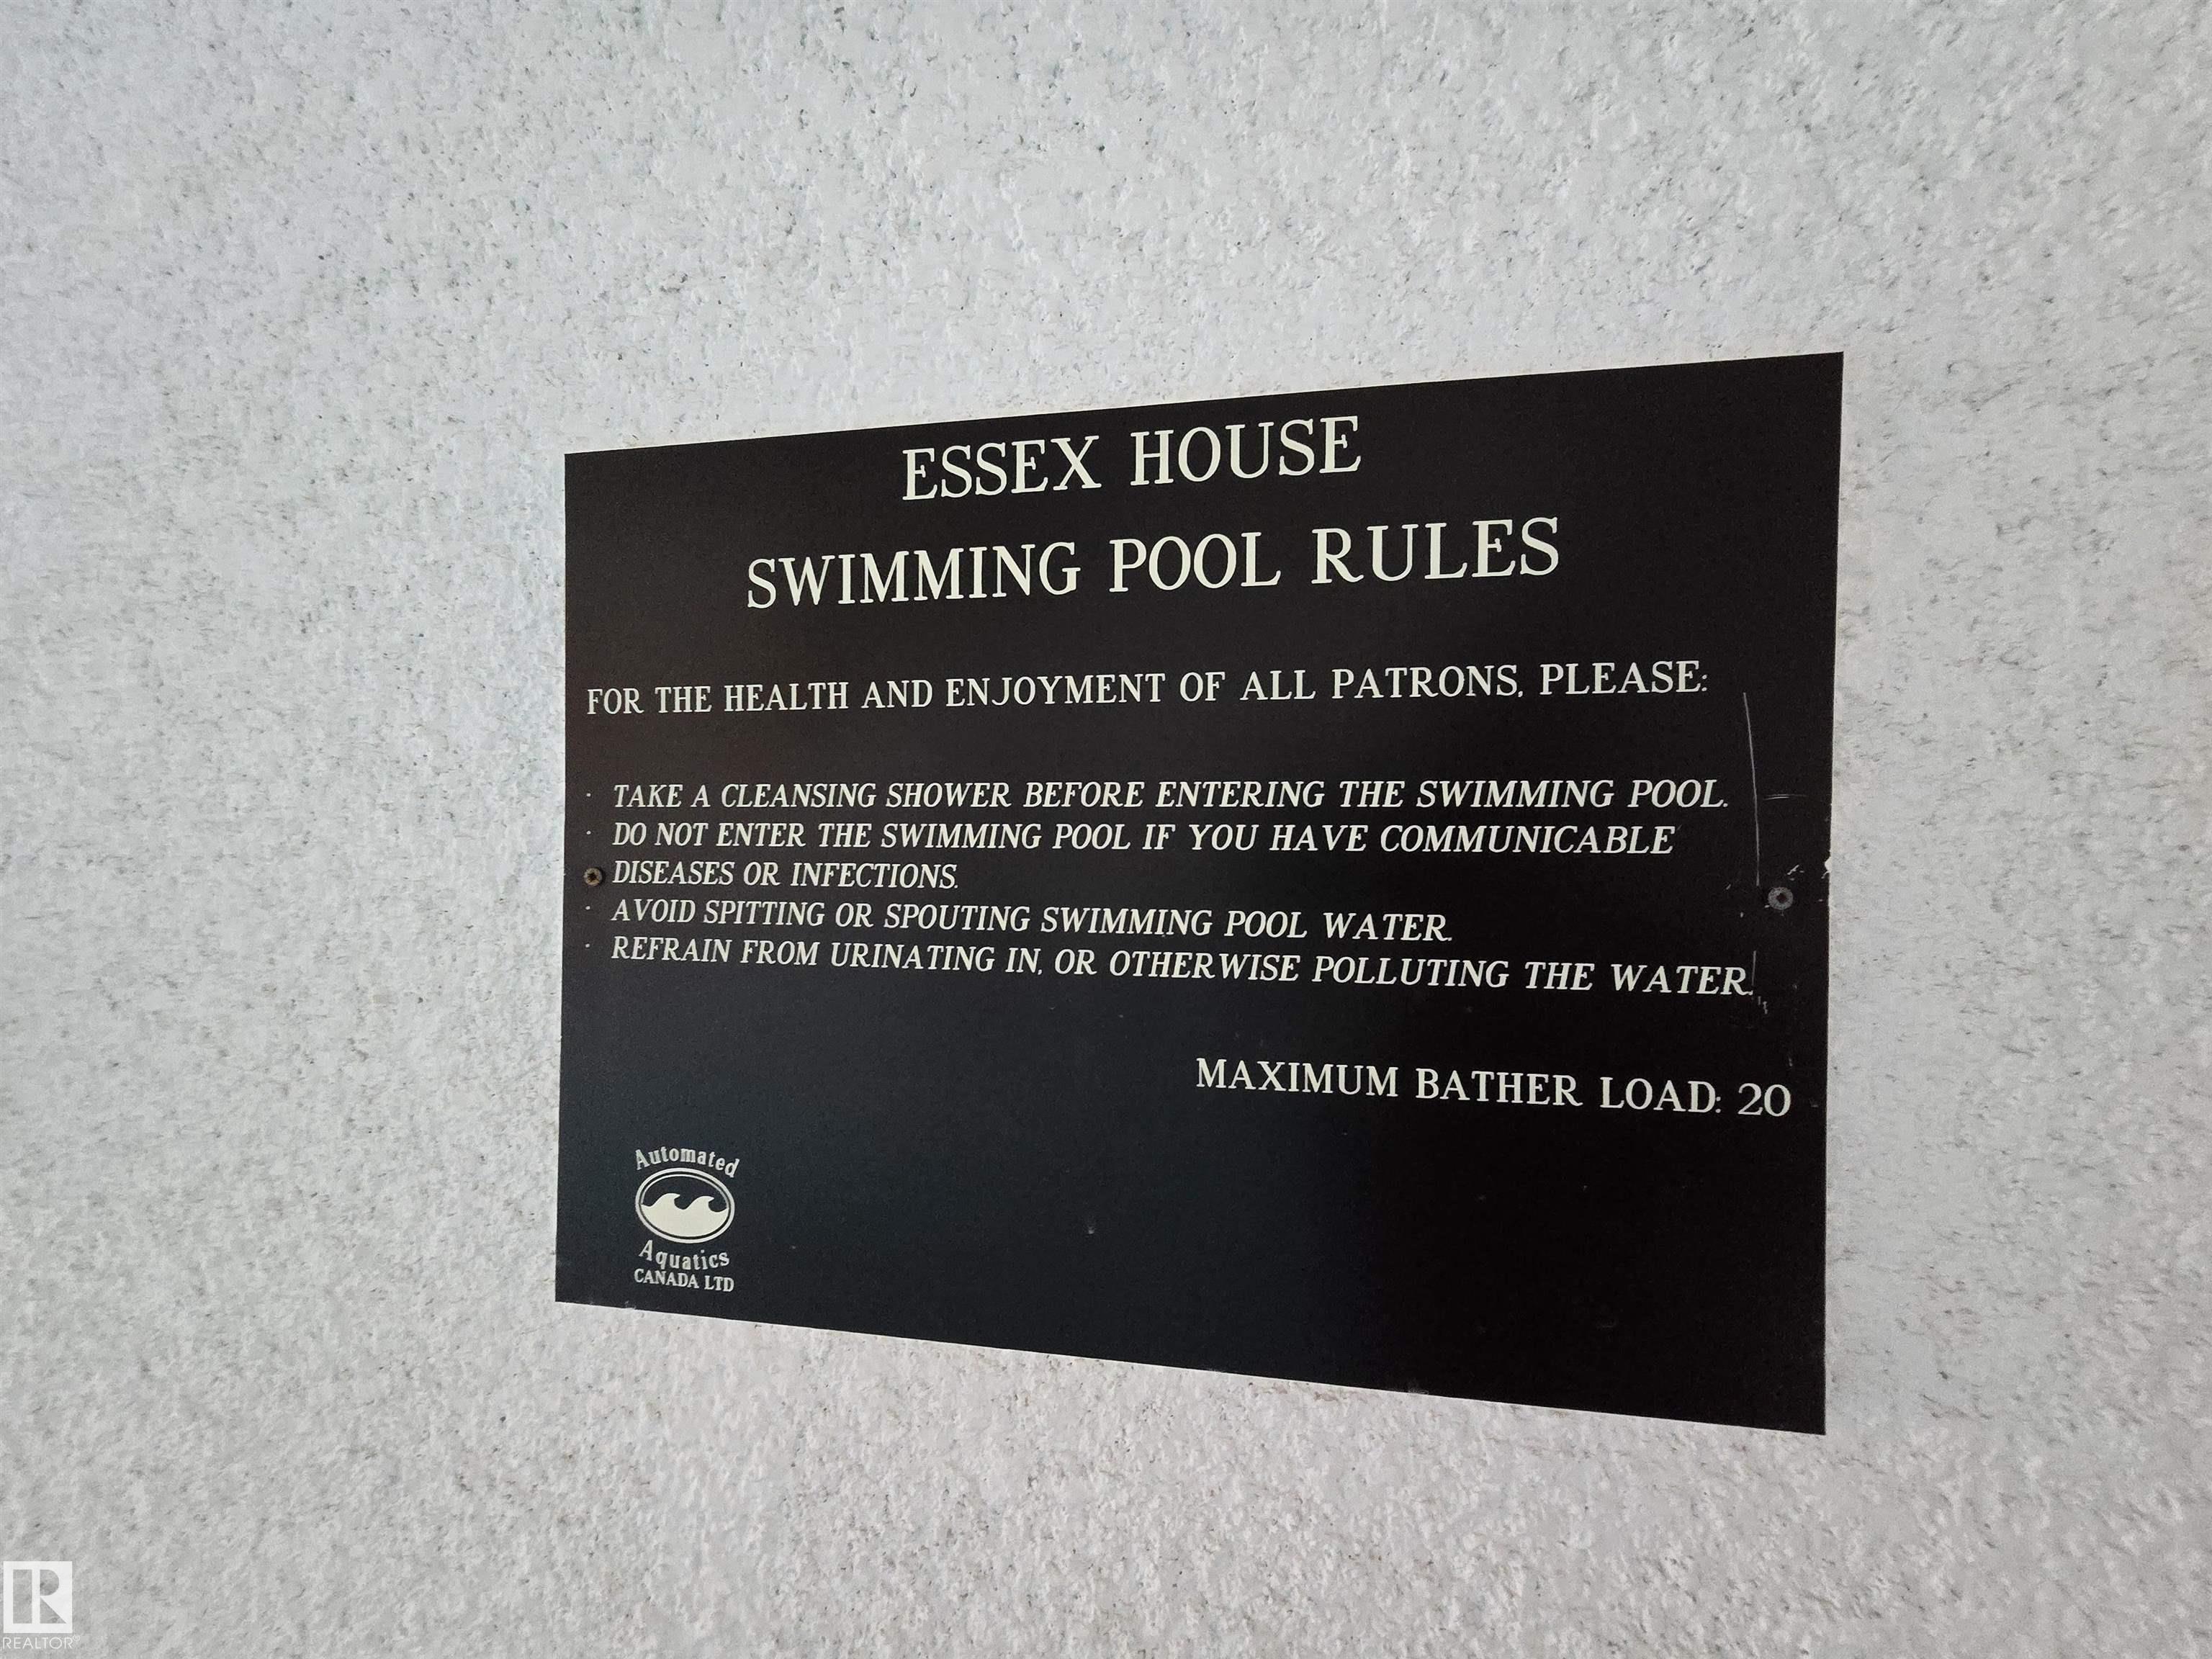 ESSEX HOUSE
SWIMMING POOL RULES
FOR THE HEALTH AND ENJOYMENT OF ALL PATRONS, PLEASE:
· TAKE A CLEANSING SHOWER BEFORE ENTERING THE SWIMMING POOL.
· DO NOT ENTER THE SWIMMING POOL IF YOU HAVE COMMUNICABLE
DISEASES OR INFECTIONS.
· AVOID SPITTING OR SPOUTING SWIMMING POOL WATER.
· REFRAIN FROM URINATING IN, OR OTHERWISE POLLUTING THE WATER.
MAXIMUM BATHER LOAD: 20
Automated
Aquatics
CANADA LTD
R
REALTOR